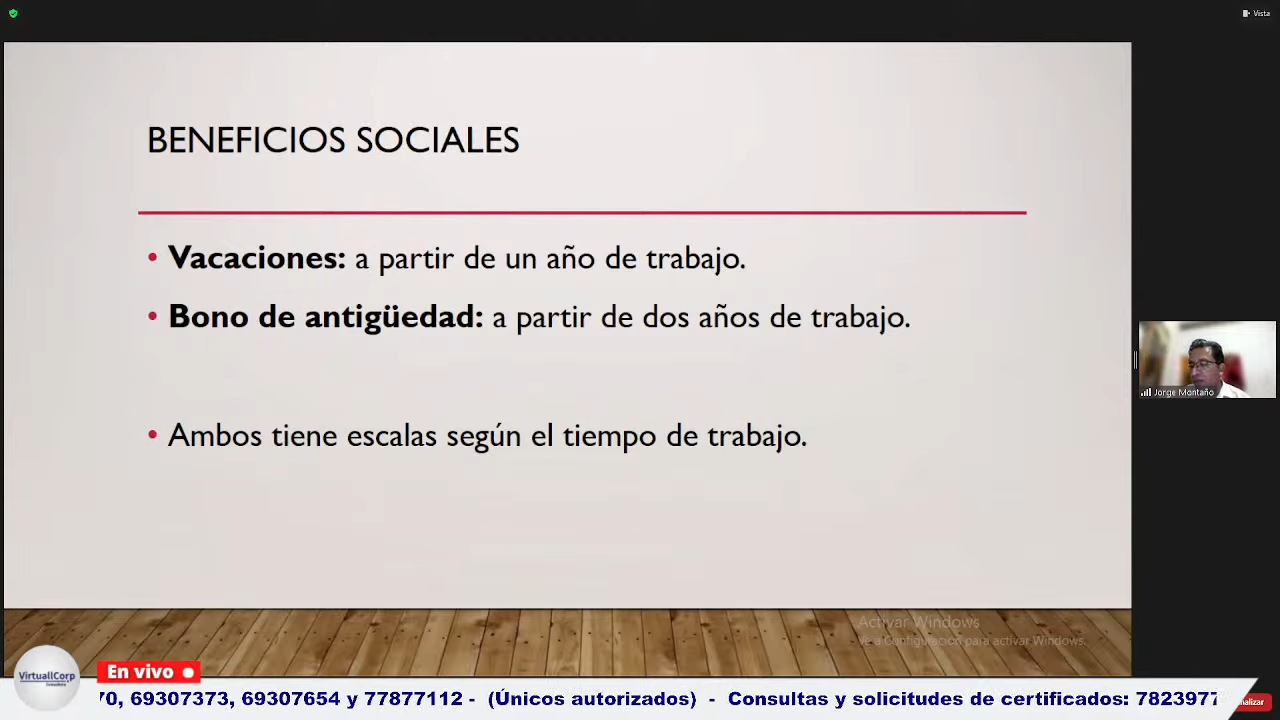 Vista
BENEFICIOS SOCIALES
• Vacaciones: a partir de un año de trabajo.
• Bono de antigüedad: a partir de dos años de trabajo.
• Ambos tiene escalas según el tiempo de trabajo.
Jorge Montaño
Activar Windows
Ve a Configuración para activar Windows.
VirtuallCorp
En vivo
70, 69307373, 69307654 y 77877112 - (Únicos autorizados) - Consultas y solicitudes de certificados: 7823977